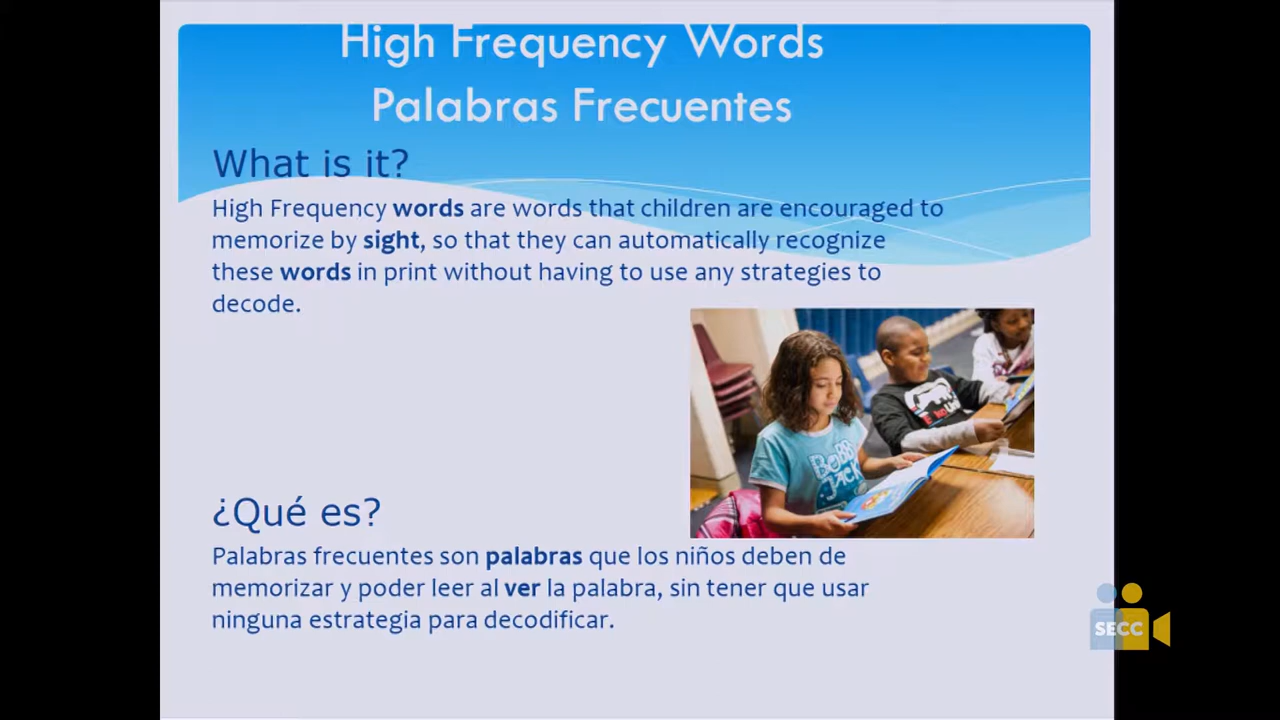 High Frequency Words
Palabras Frecuentes
What is it?
High Frequency words are words that children are encouraged to
memorize by sight, so that they can automatically recognize
these words in print without having to use any strategies to
decode.
BOBB
JACK
¿Qué es?
Palabras frecuentes son palabras que los niños deben de
memorizar y poder leer al ver la palabra, sin tener que usar
ninguna estrategia para decodificar.
SECC